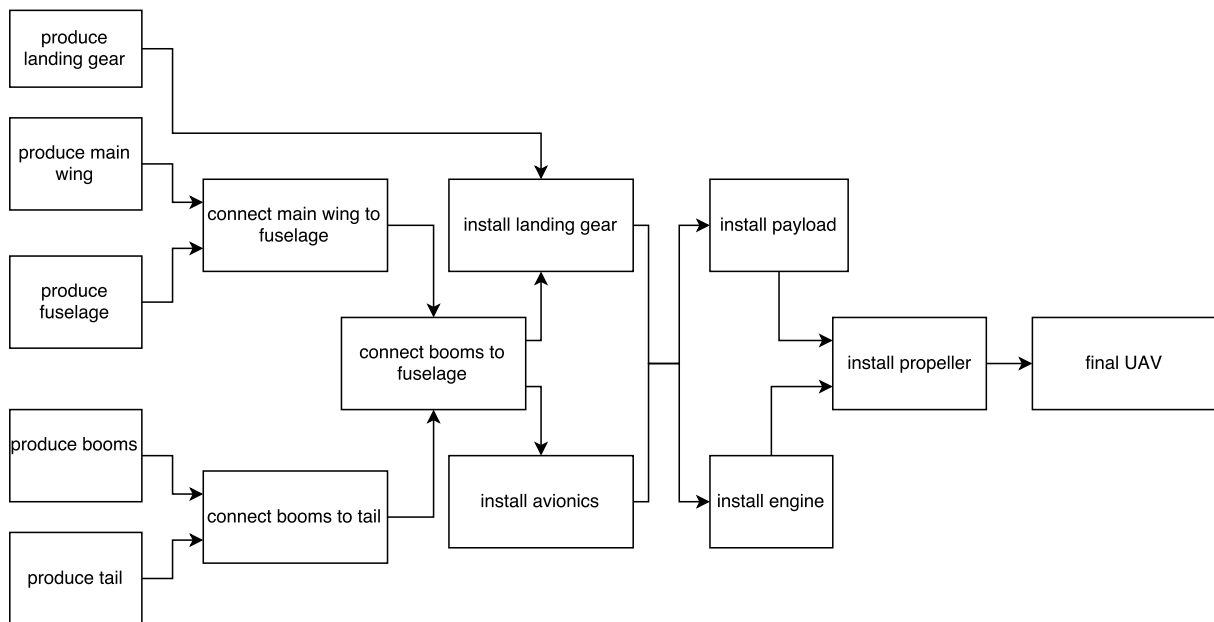 produce
landing gear
produce main
wing
produce
fuselage
produce booms
produce tail
connect main wing to
fuselage
connect booms to tail
connect booms to
fuselage
install landing gear
install avionics
install payload
install engine
install propeller
final UAV